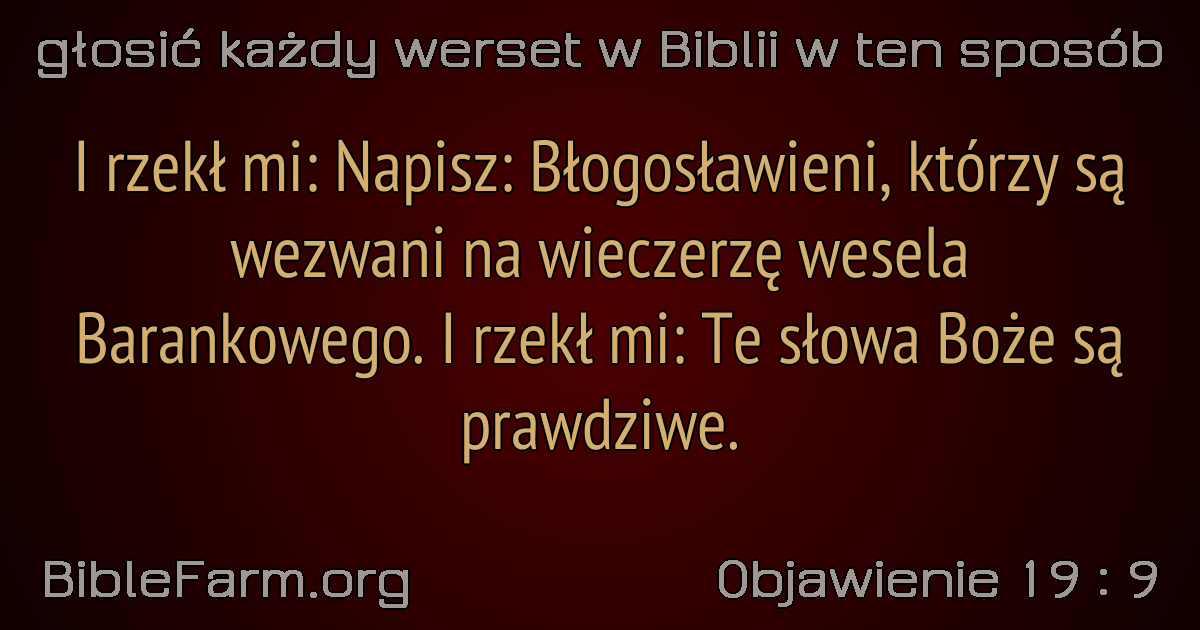 głosić każdy werset w Biblii w ten sposób
I rzekł mi: Napisz: Błogosławieni, którzy są
wezwani na wieczerzę wesela
Barankowego. I rzekł mi: Te słowa Boże są
prawdziwe.
BibleFarm.org
Objawienie 19 : 9